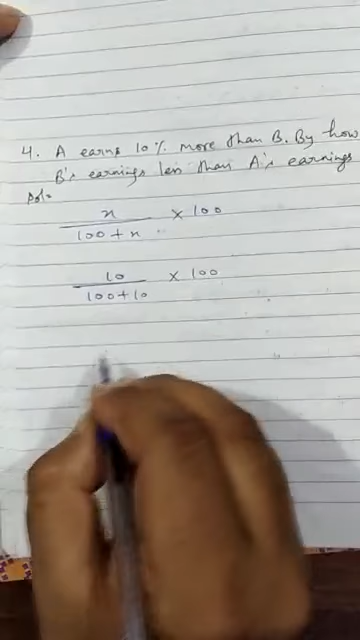 4. A earns 10% more than B. By how
B's earnings less than A's earnings
Sol:
x / 100 + x × 100
10 / 100+10 × 100